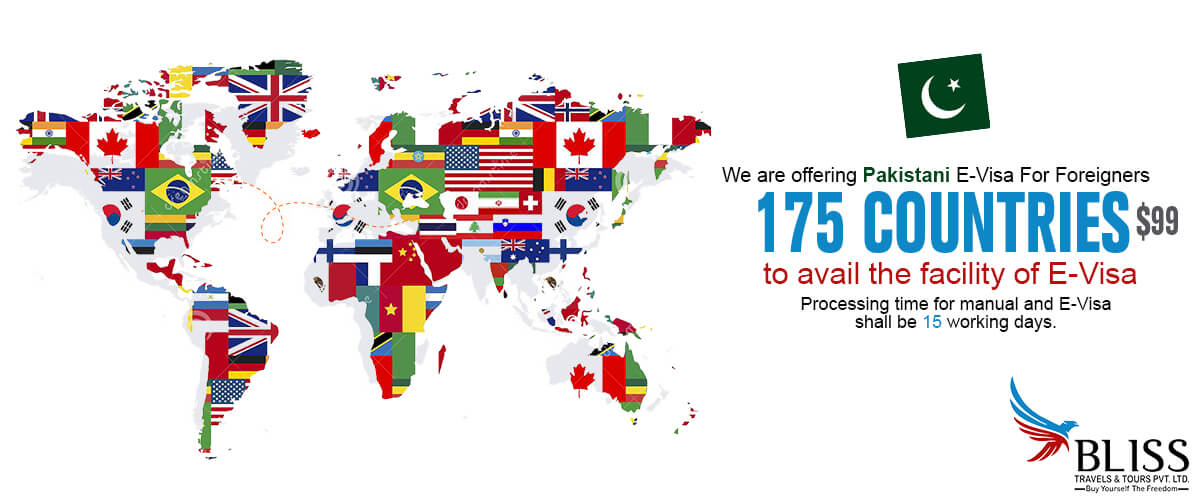 We are offering Pakistani E-Visa For Foreigners
175 COUNTRIES $99
to avail the facility of E-Visa
Processing time for manual and E-Visa
shall be 15 working days.
BLISS
TRAVELS & TOURS PVT. LTD.
Buy Yourself The Freedom